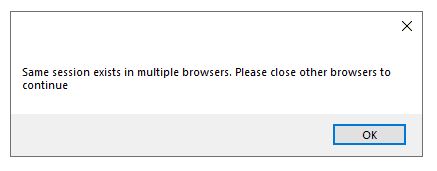 Same session exists in multiple browsers. Please close other browsers to
continue
OK